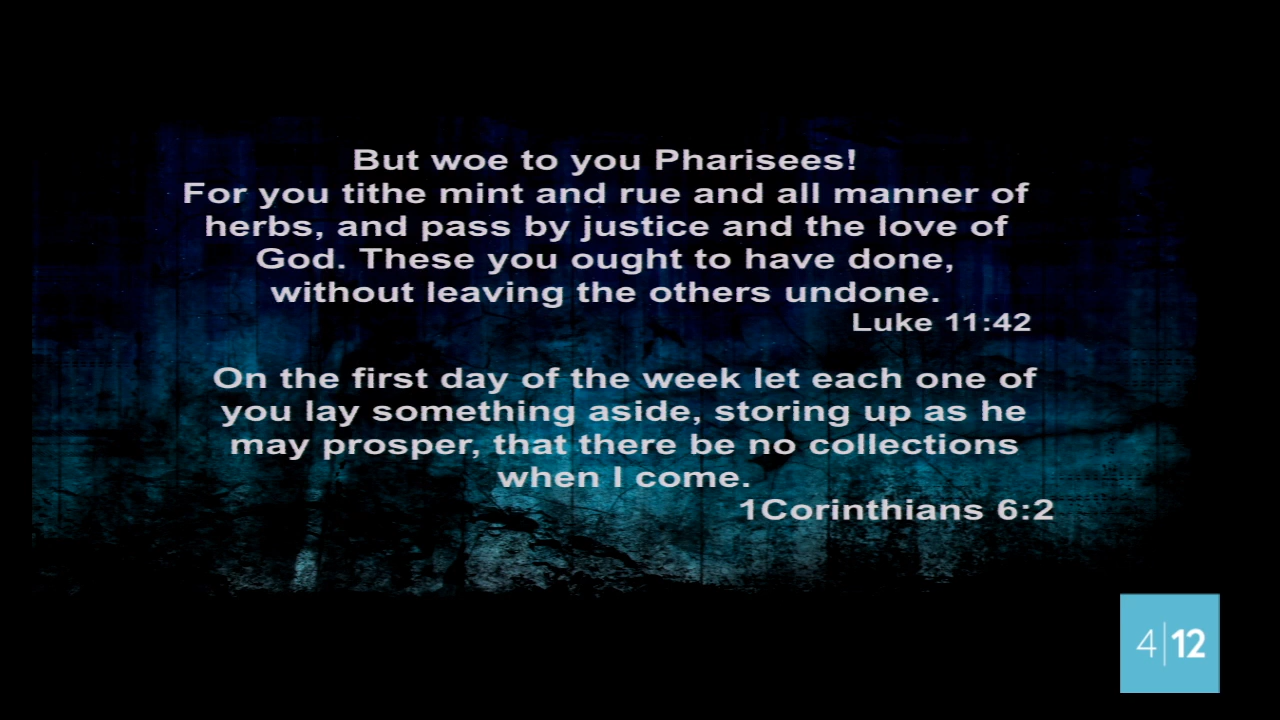 But woe to you Pharisees!
For you tithe mint and rue and all manner of
herbs, and pass by justice and the love of
God. These you ought to have done,
without leaving the others undone.
Luke 11:42
On the first day of the week let each one of
you lay something aside, storing up as he
may prosper, that there be no collections
when I come.
1Corinthians 6:2
4|12